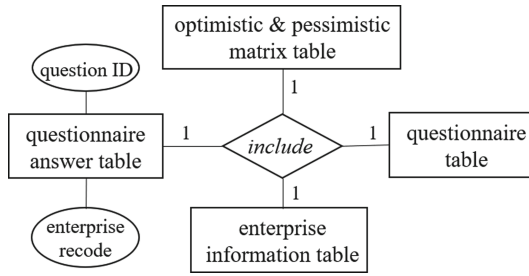 optimistic & pessimistic
matrix table
question ID
1
questionnaire
answer table
1
include
1
questionnaire
table
1
enterprise
recode
enterprise
information table